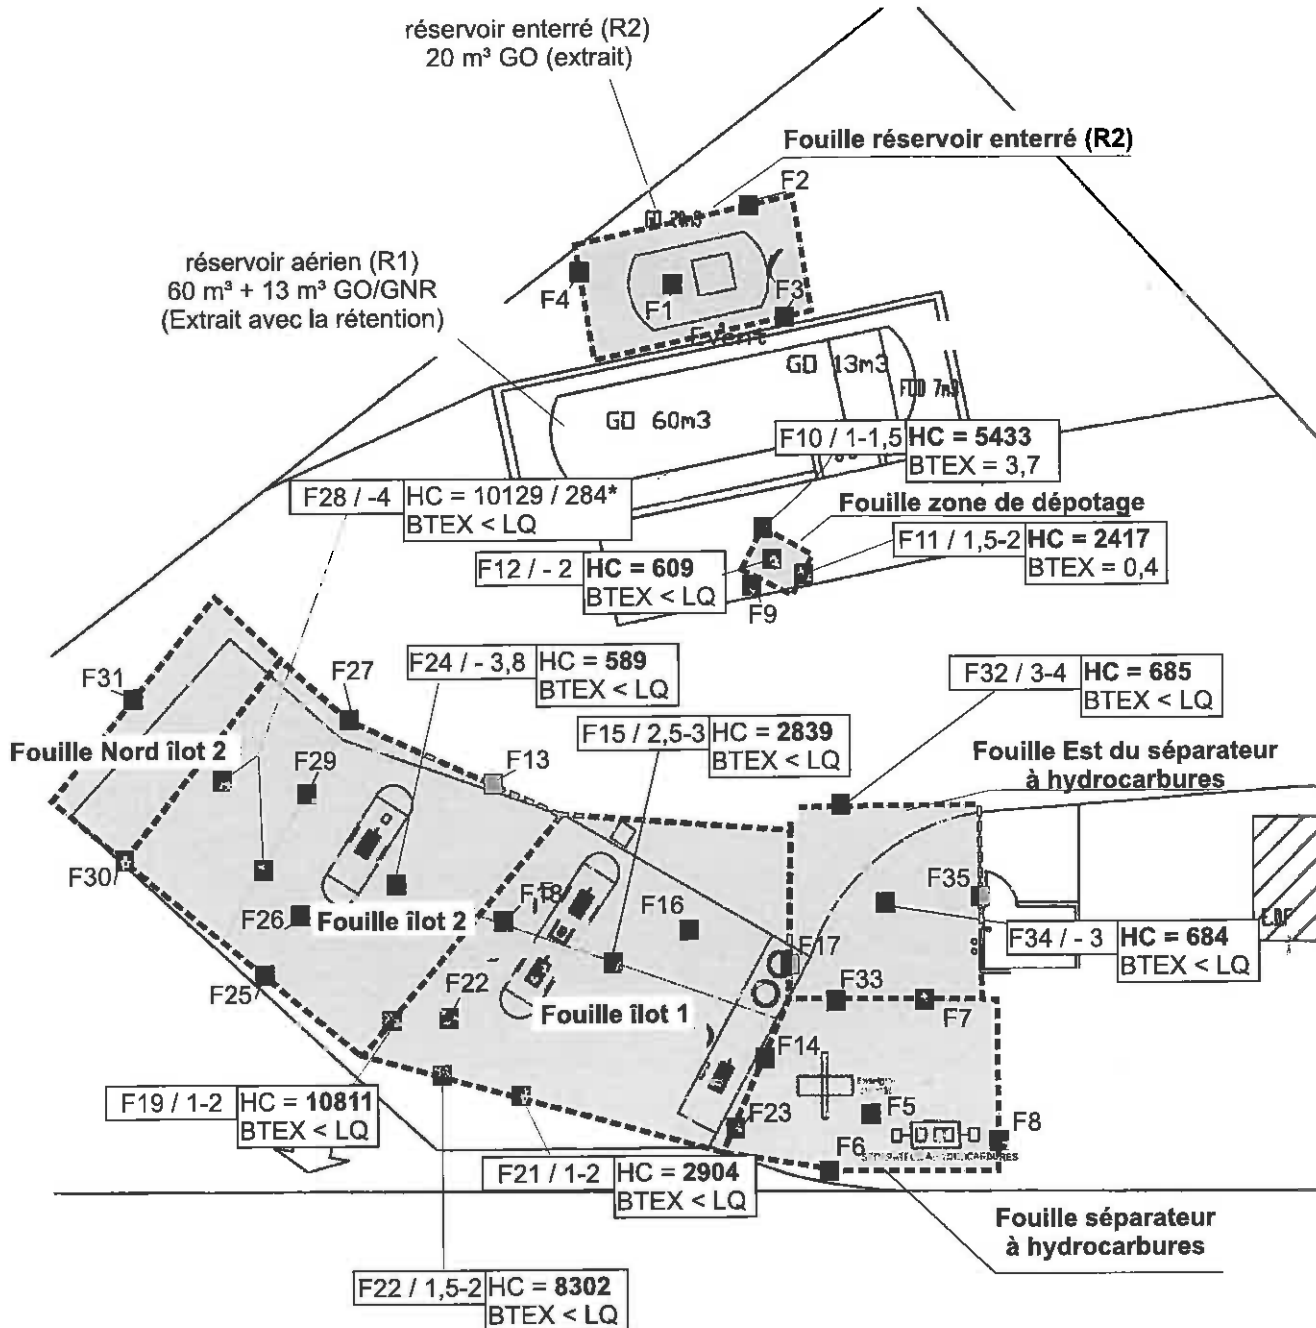 réservoir enterré (R2)
20 m³ GO (extrait)
Fouille réservoir enterré (R2)
F2
GO 20m3
réservoir aérien (R1)
60 m³ + 13 m³ GO/GNR
(Extrait avec la rétention)
F4
F1
F3
Évent
GO 13m3
FOD 7m3
GO 60m3
F10 / 1-1,5 HC = 5433
BTEX = 3,7
F28 / -4 HC = 10129 / 284*
BTEX < LQ
Fouille zone de dépotage
F11 / 1,5-2 HC = 2417
BTEX = 0,4
F12 / - 2 HC = 609
BTEX < LQ
F9
F31
F27
F24 / - 3,8 HC = 589
BTEX < LQ
F32 / 3-4 HC = 685
BTEX < LQ
F15 / 2,5-3 HC = 2839
BTEX < LQ
Fouille Nord îlot 2
Fouille Est du séparateur
à hydrocarbures
F29
F13
F30
F35
F26
Fouille îlot 2
F18
F16
E.D.F
F34 / - 3 HC = 684
BTEX < LQ
F17
F25
F22
Fouille îlot 1
F33
F7
F14
F19 / 1-2 HC = 10811
BTEX < LQ
F23
F5
F8
F6
SEPARATEUR A HYDROCARBURES
F21 / 1-2 HC = 2904
BTEX < LQ
Fouille séparateur
à hydrocarbures
F22 / 1,5-2 HC = 8302
BTEX < LQ